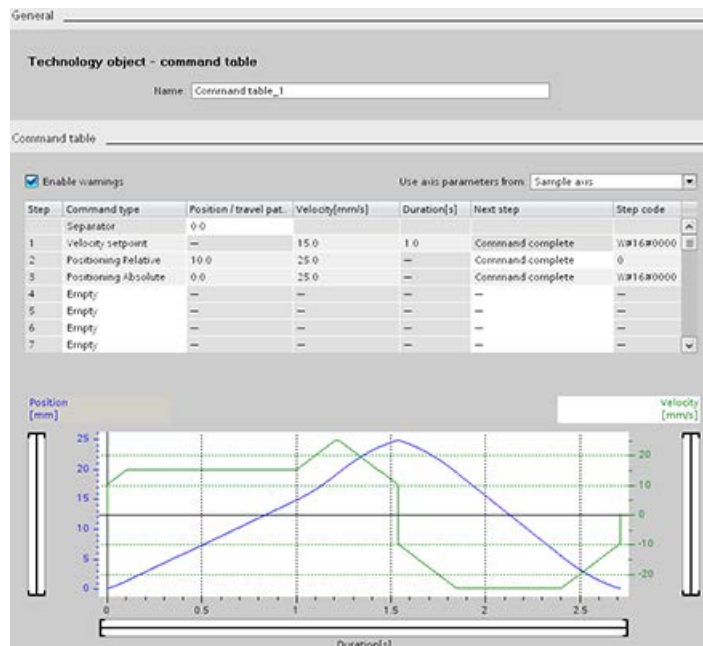 General
Technology object - command table
Name: Command table_1
Command table
Enable warnings
Use axis parameters from: Sample axis
Step Command type Position / travel pat.. Velocity[mm/s] Duration[s] Next step Step code
Separator 0.0
1 Velocity setpoint — 15.0 1.0 Command complete W#16#0000
2 Positioning Relative 10.0 25.0 — Command complete 0
3 Positioning Absolute 0.0 25.0 — Command complete W#16#0000
4 Empty — — — — —
5 Empty — — — — —
6 Empty — — — — —
7 Empty — — — — —
Position
[mm]
Velocity
[mm/s]
25
20
15
10
5
0
20
10
0
-10
-20
0 0.5 1 1.5 2 2.5
Duration[s]